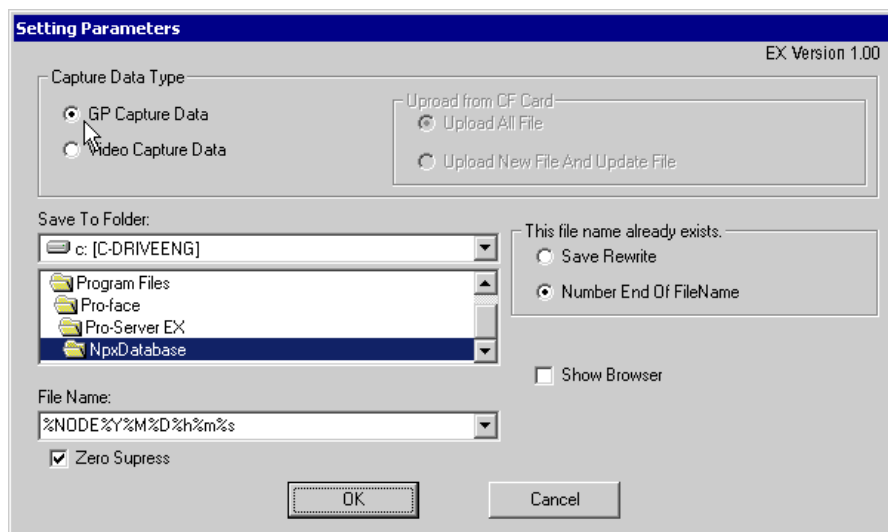 Setting Parameters
EX Version 1.00
Capture Data Type
GP Capture Data
Video Capture Data
Uproad from CF Card
Upload All File
Upload New File And Update File
Save To Folder:
c: [C-DRIVEENG]
Program Files
Pro-face
Pro-Server EX
NpxDatabase
This file name already exists.
Save Rewrite
Number End Of FileName
Show Browser
File Name:
%NODE%Y%M%D%h%m%s
Zero Supress
OK
Cancel